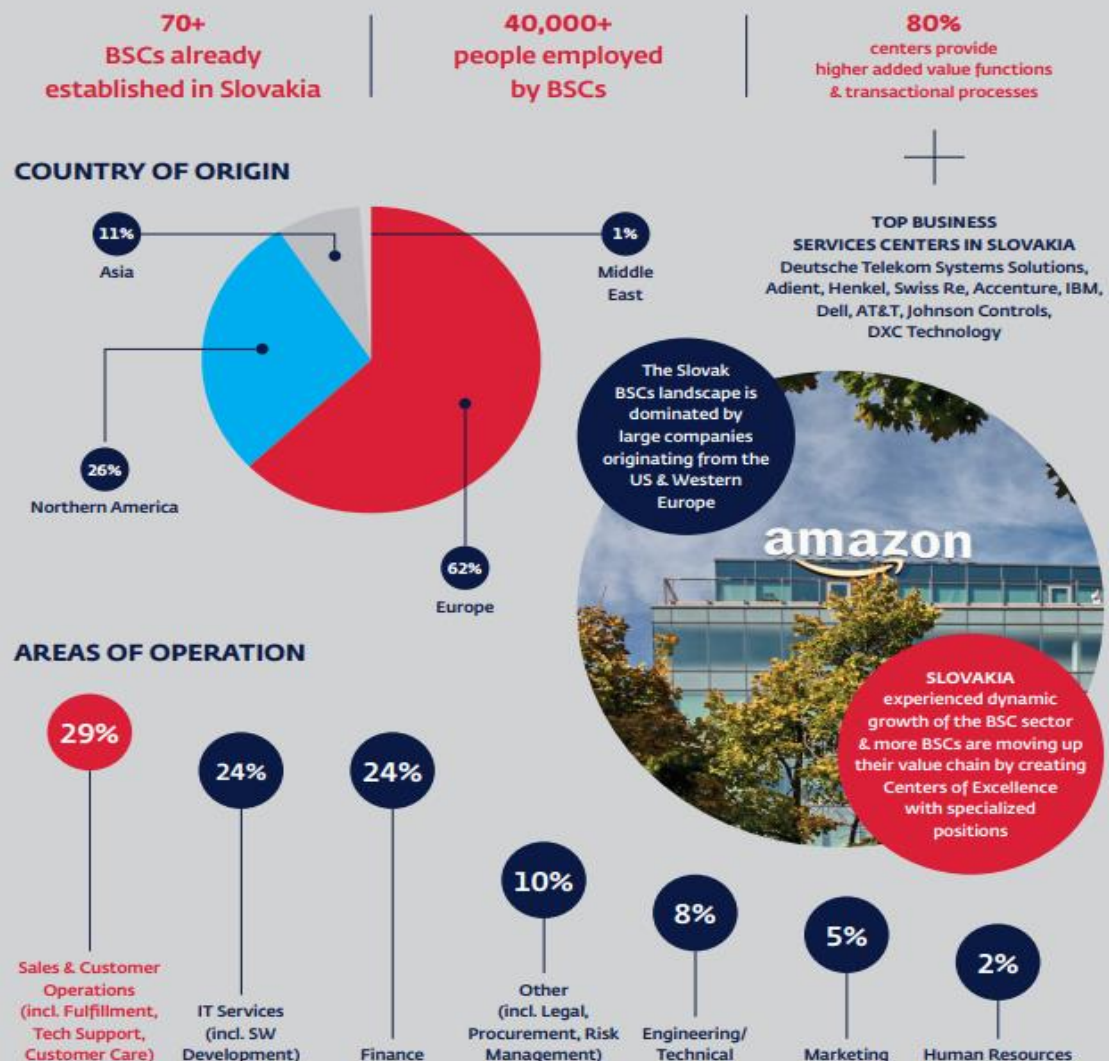 70+
BSCs already
established in Slovakia
40,000+
people employed
by BSCs
80%
centers provide
higher added value functions
& transactional processes
COUNTRY OF ORIGIN
11%
Asia
1%
Middle
East
26%
Northern America
62%
Europe
TOP BUSINESS
SERVICES CENTERS IN SLOVAKIA
Deutsche Telekom Systems Solutions,
Adient, Henkel, Swiss Re, Accenture, IBM,
Dell, AT&T, Johnson Controls,
DXC Technology
The Slovak
BSCs landscape is
dominated by
large companies
originating from the
US & Western
Europe
amazon
SLOVAKIA
experienced dynamic
growth of the BSC sector
& more BSCs are moving up
their value chain by creating
Centers of Excellence
with specialized
positions
AREAS OF OPERATION
29%
Sales & Customer
Operations
(incl. Fulfillment,
Tech Support,
Customer Care)
24%
IT Services
(incl. SW
Development)
24%
Finance
10%
Other
(incl. Legal,
Procurement, Risk
Management)
8%
Engineering/
Technical
5%
Marketing
2%
Human Resources